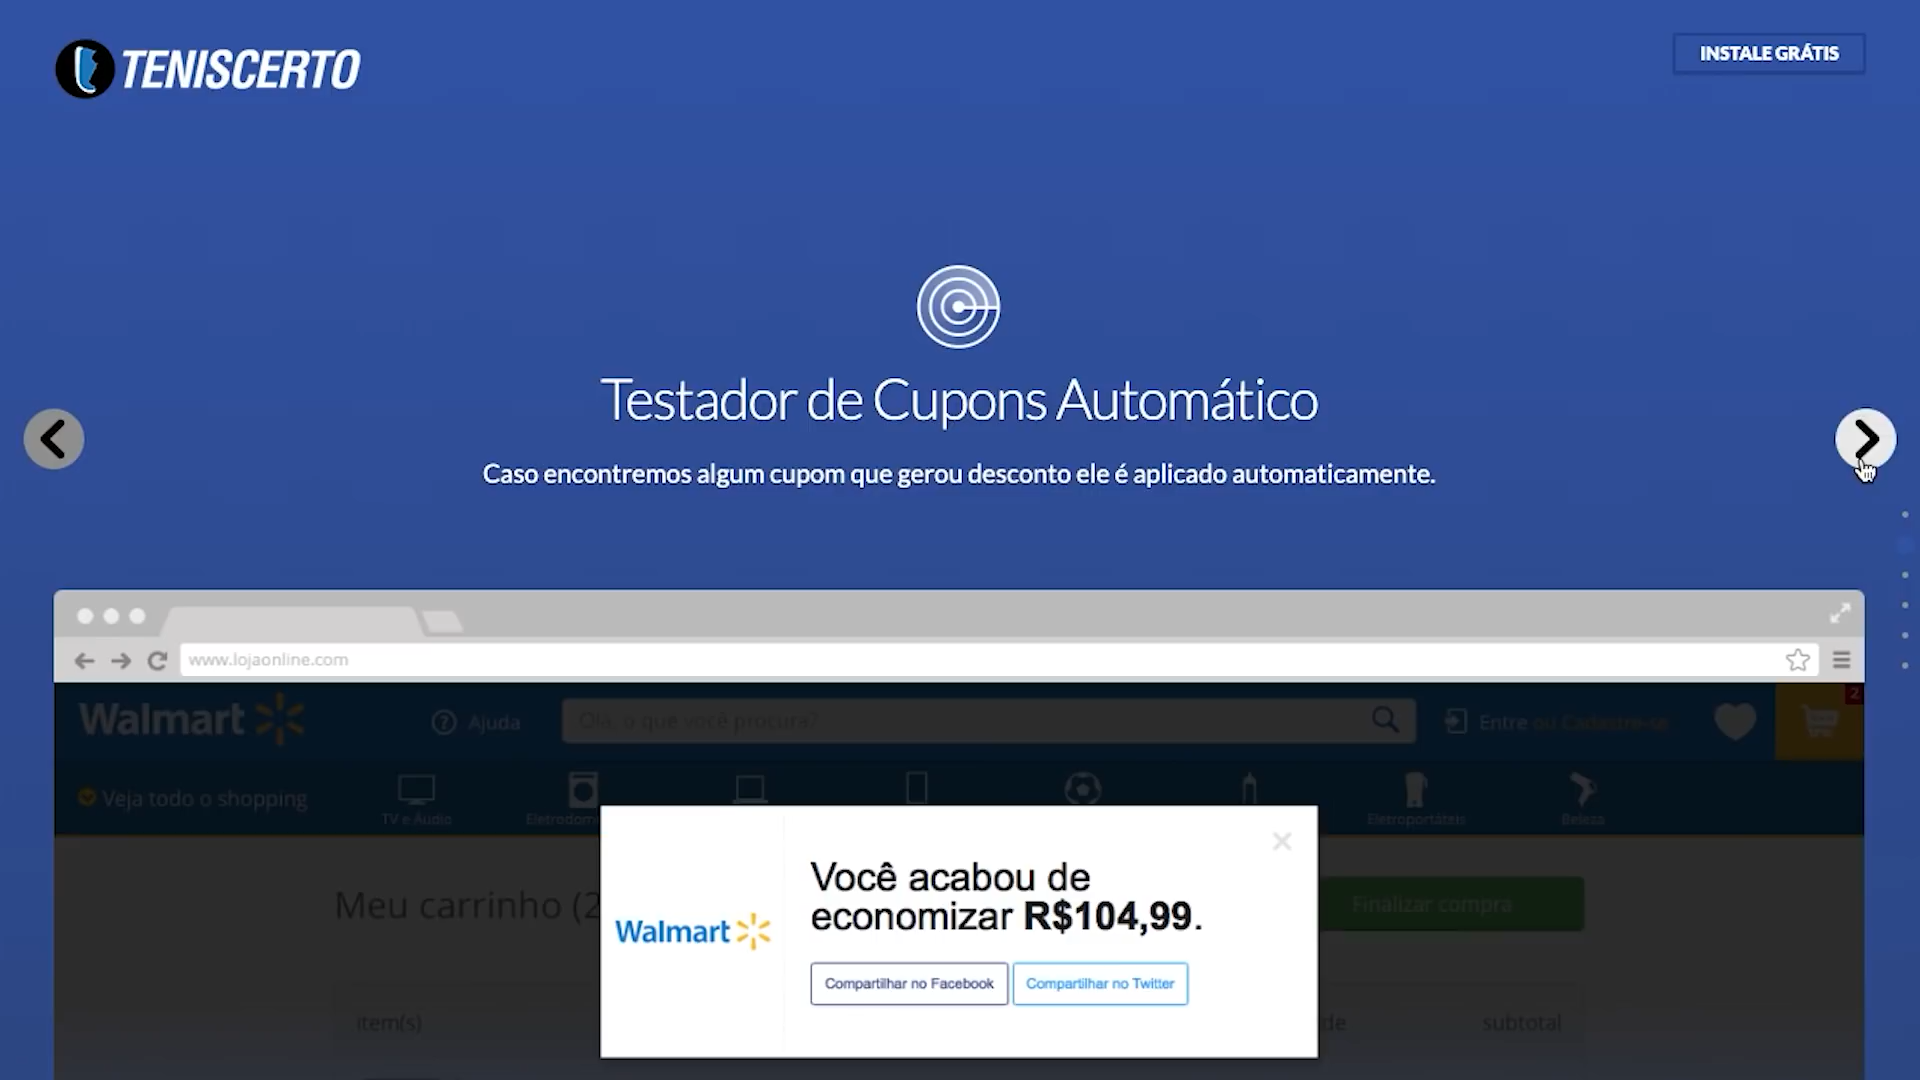 TENISCERTO
INSTALE GRÁTIS
Testador de Cupons Automático
Caso encontremos algum cupom que gerou desconto ele é aplicado automaticamente.
www.lojaonline.com
Walmart
Ajuda
Olá, o que você procura?
Entre ou Cadastre-se
2
Veja todo o shopping
TV e Áudio
Eletrodom
Eletroportáteis
Beleza
Meu carrinho (2
Finalizar compra
Walmart
Você acabou de
economizar R$104,99.
Compartilhar no Facebook
Compartilhar no Twitter
item(s)
de
subtotal